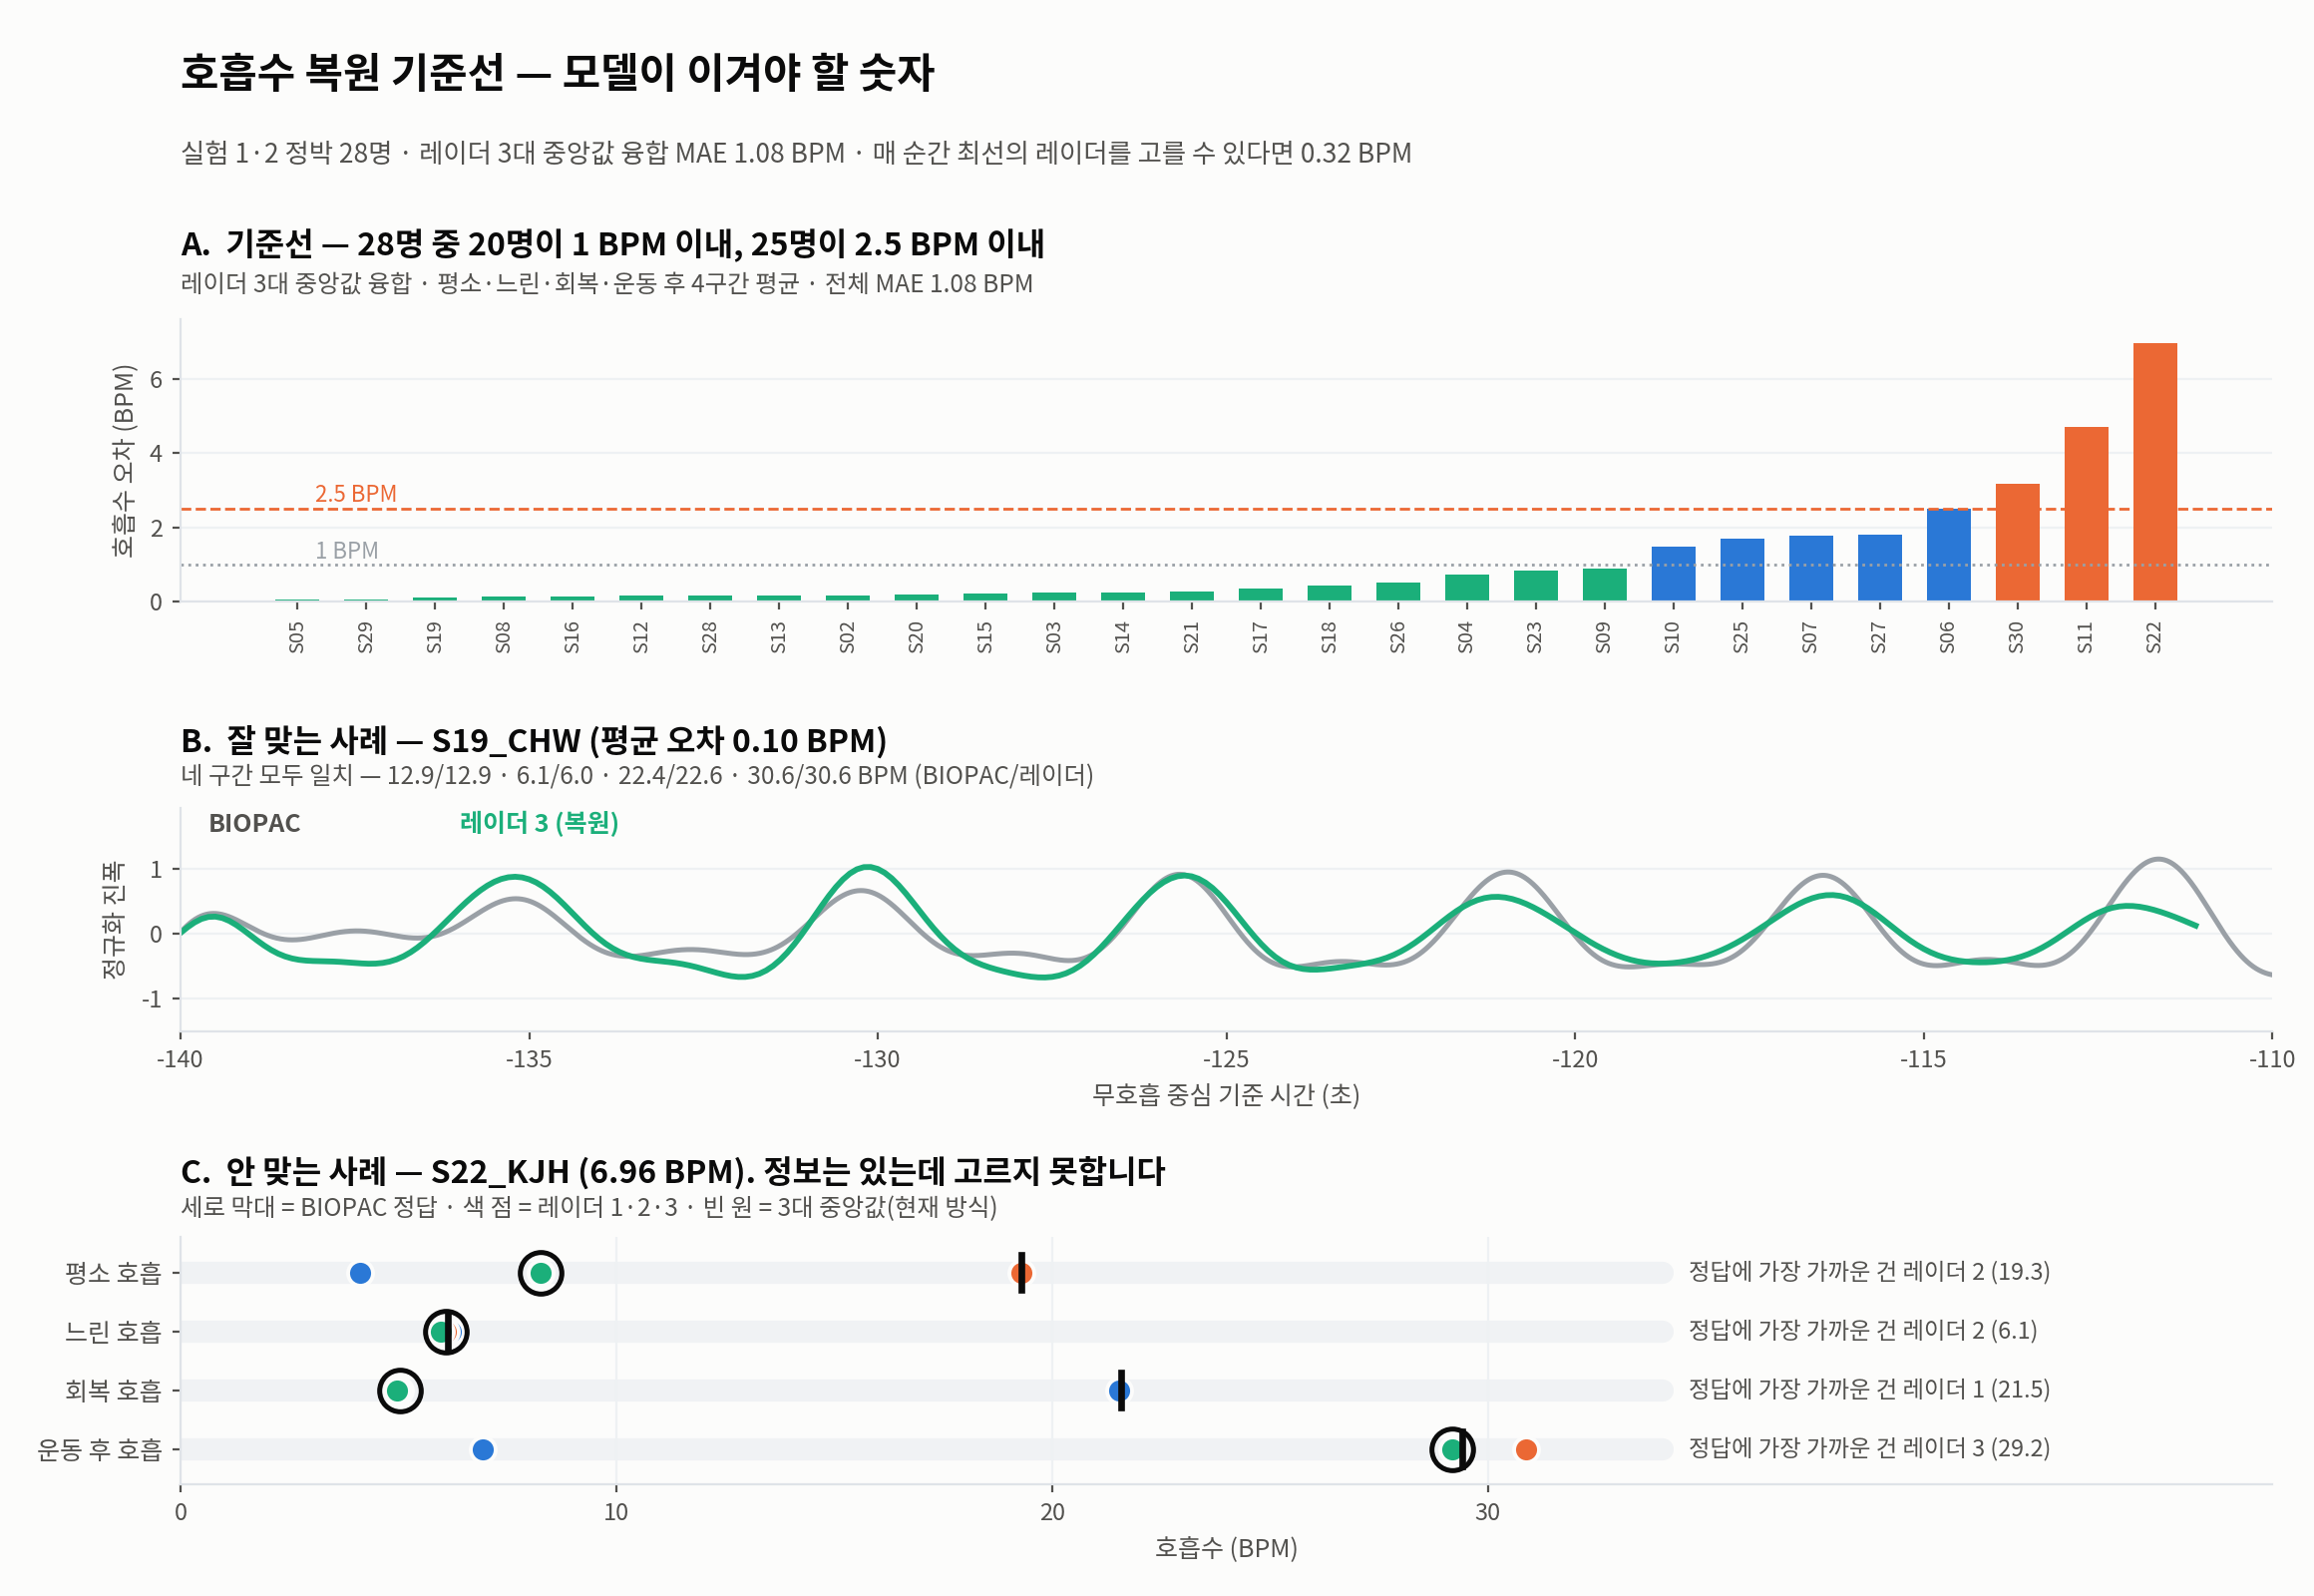 호흡수 복원 기준선 — 모델이 이겨야 할 숫자
실험 1·2 정박 28명 · 레이더 3대 중앙값 융합 MAE 1.08 BPM · 매 순간 최선의 레이더를 고를 수 있다면 0.32 BPM
A. 기준선 — 28명 중 20명이 1 BPM 이내, 25명이 2.5 BPM 이내
레이더 3대 중앙값 융합 · 평소·느린·회복·운동 후 4구간 평균 · 전체 MAE 1.08 BPM
호흡수 오차 (BPM)
6
4
2
0
2.5 BPM
1 BPM
S05 S29 S19 S08 S16 S12 S28 S13 S02 S20 S15 S03 S14 S21 S17 S18 S26 S04 S23 S09 S10 S25 S07 S27 S06 S30 S11 S22
B. 잘 맞는 사례 — S19_CHW (평균 오차 0.10 BPM)
네 구간 모두 일치 — 12.9/12.9 · 6.1/6.0 · 22.4/22.6 · 30.6/30.6 BPM (BIOPAC/레이더)
BIOPAC 레이더 3 (복원)
정규화 진폭
1
0
-1
-140 -135 -130 -125 -120 -115 -110
무호흡 중심 기준 시간 (초)
C. 안 맞는 사례 — S22_KJH (6.96 BPM). 정보는 있는데 고르지 못합니다
세로 막대 = BIOPAC 정답 · 색 점 = 레이더 1·2·3 · 빈 원 = 3대 중앙값(현재 방식)
평소 호흡 정답에 가장 가까운 건 레이더 2 (19.3)
느린 호흡 정답에 가장 가까운 건 레이더 2 (6.1)
회복 호흡 정답에 가장 가까운 건 레이더 1 (21.5)
운동 후 호흡 정답에 가장 가까운 건 레이더 3 (29.2)
0 10 20 30
호흡수 (BPM)